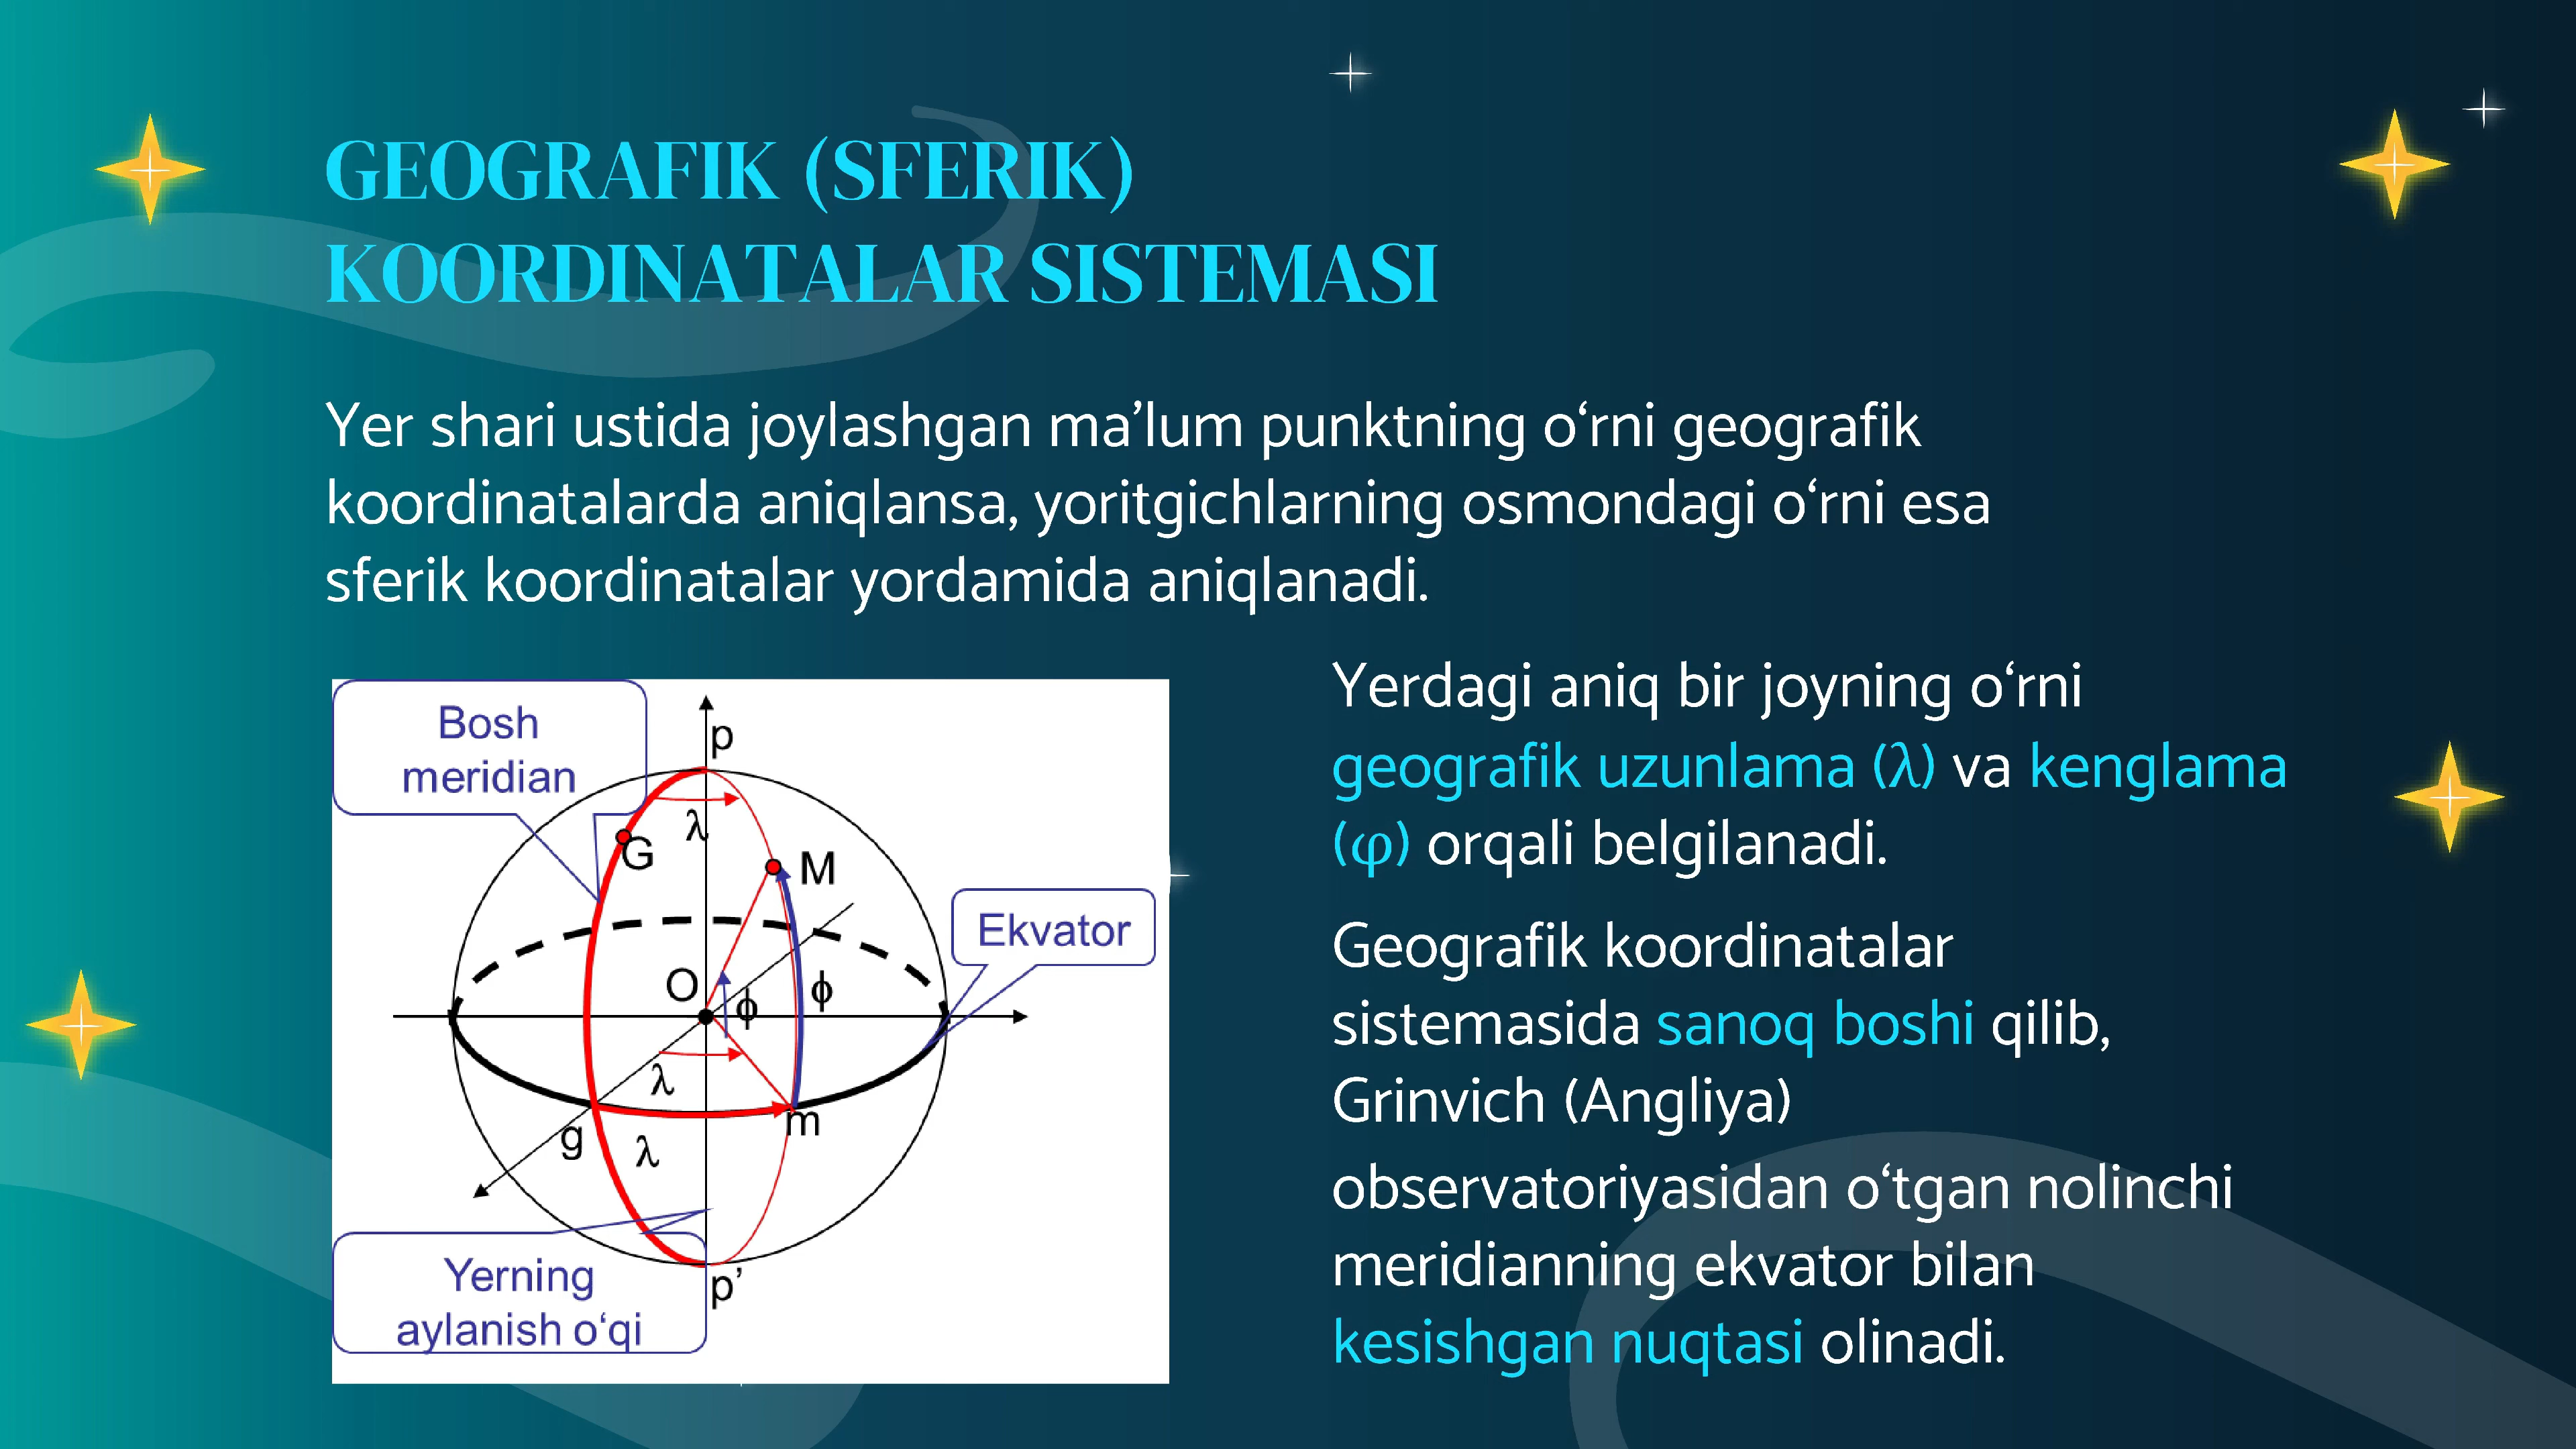 GEOGRAFIK (SFERIK)
KOORDINATALAR SISTEMASI
Yer shari ustida joylashgan ma’lum punktning o‘rni geografik
koordinatalarda aniqlansa, yoritgichlarning osmondagi o‘rni esa
sferik koordinatalar yordamida aniqlanadi.
Bosh
meridian
p
λ
G
M
Ekvator
O
ϕ
ϕ
λ
m
g
λ
Yerning
aylanish o‘qi
p’
Yerdagi aniq bir joyning o‘rni
geografik uzunlama (λ) va kenglama
(φ) orqali belgilanadi.
Geografik koordinatalar
sistemasida sanoq boshi qilib,
Grinvich (Angliya)
observatoriyasidan o‘tgan nolinchi
meridianning ekvator bilan
kesishgan nuqtasi olinadi.